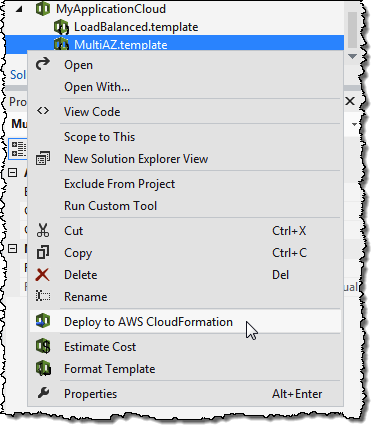 MyApplicationCloud
LoadBalanced.template
MultiAZ.template
Open
Open With...
View Code
Scope to This
New Solution Explorer View
Exclude From Project
Run Custom Tool
Cut Ctrl+X
Copy Ctrl+C
Delete Del
Rename
Deploy to AWS CloudFormation
Estimate Cost
Format Template
Properties Alt+Enter